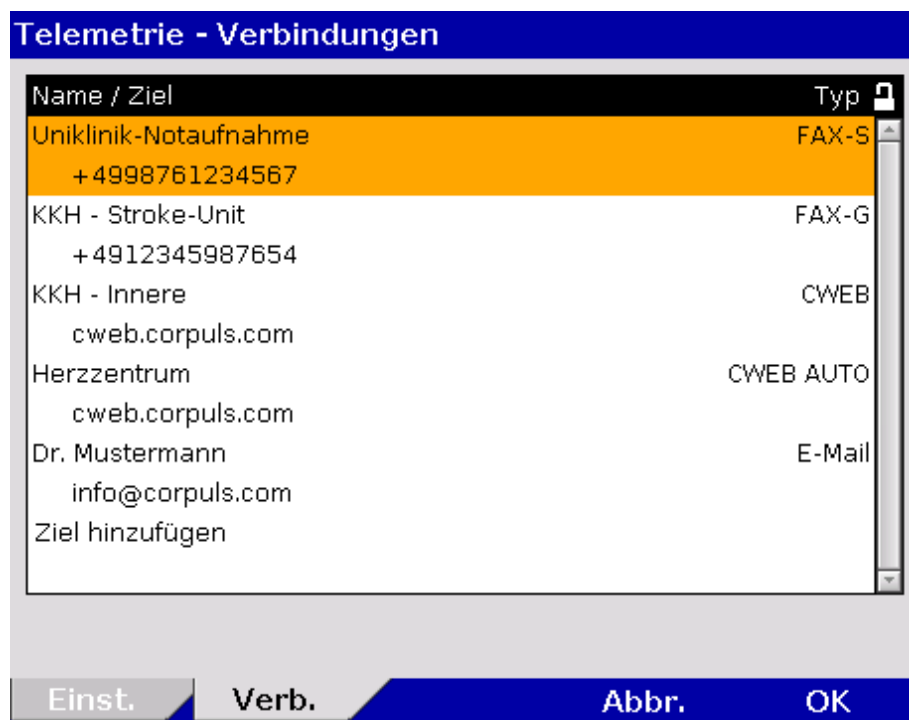 Telemetrie - Verbindungen
Name / Ziel Typ
Uniklinik-Notaufnahme FAX-S
+4998761234567
KKH - Stroke-Unit FAX-G
+4912345987654
KKH - Innere CWEB
cweb.corpuls.com
Herzzentrum CWEB AUTO
cweb.corpuls.com
Dr. Mustermann E-Mail
info@corpuls.com
Ziel hinzufügen
Einst. Verb. Abbr. OK